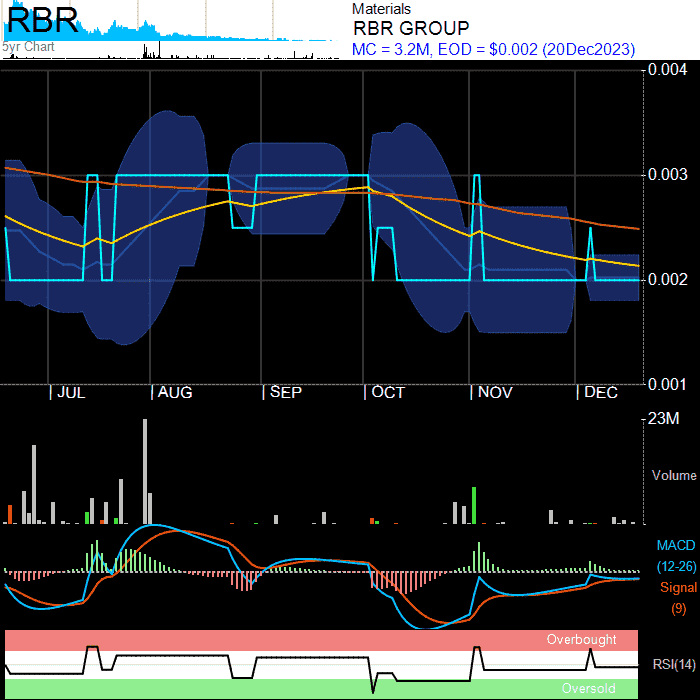 RBR
5yr Chart
Materials
RBR GROUP
MC = 3.2M, EOD = $0.002 (20Dec2023)
0.004
0.003
0.002
0.001
| JUL | AUG | SEP | OCT | NOV | DEC
23M
Volume
MACD
(12-26)
Signal
(9)
Overbought
RSI(14)
Oversold